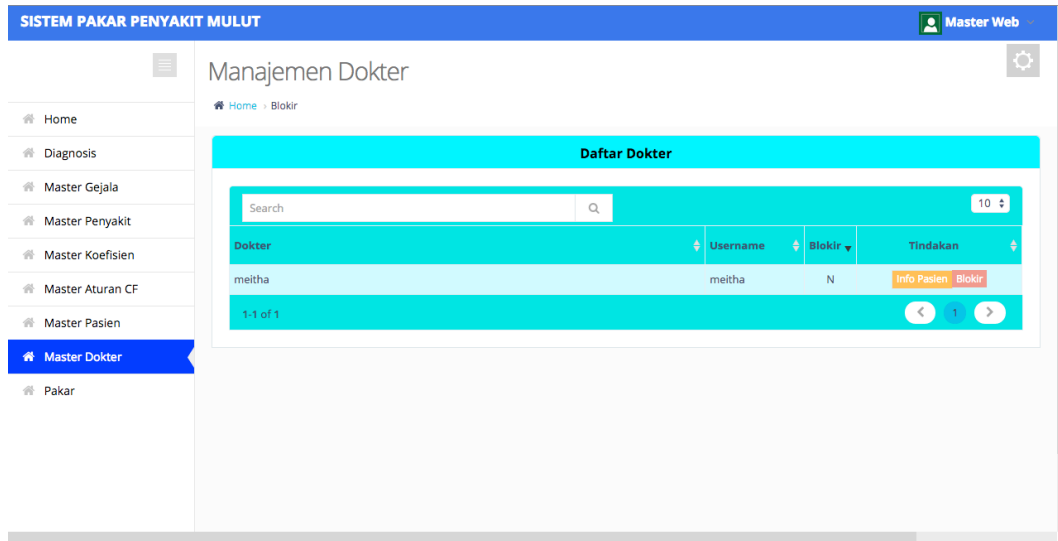 SISTEM PAKAR PENYAKIT MULUT
Master Web
Manajemen Dokter
Home › Blokir
Home
Diagnosis
Master Gejala
Master Penyakit
Master Koefisien
Master Aturan CF
Master Pasien
Master Dokter
Pakar
Daftar Dokter
Search
10
Dokter Username Blokir Tindakan
meitha meitha N Info Pasien Blokir
1-1 of 1
1